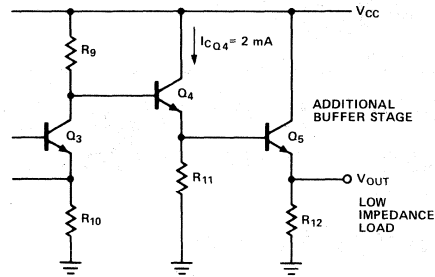 VCC
R9
ICQ4 = 2 mA
Q4
ADDITIONAL
BUFFER STAGE
Q3
Q5
R11
VOUT
R10
R12
LOW
IMPEDANCE
LOAD